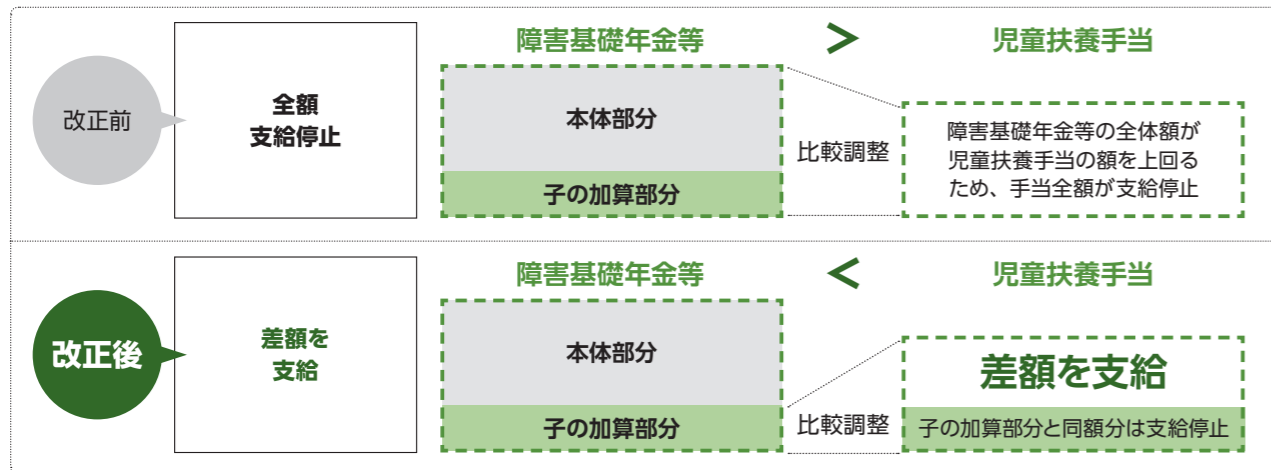 改正前
全額
支給停止
障害基礎年金等
>
児童扶養手当
本体部分
子の加算部分
比較調整
障害基礎年金等の全体額が
児童扶養手当の額を上回る
ため、手当全額が支給停止
改正後
差額を
支給
障害基礎年金等
<
児童扶養手当
本体部分
子の加算部分
比較調整
差額を支給
子の加算部分と同額分は支給停止